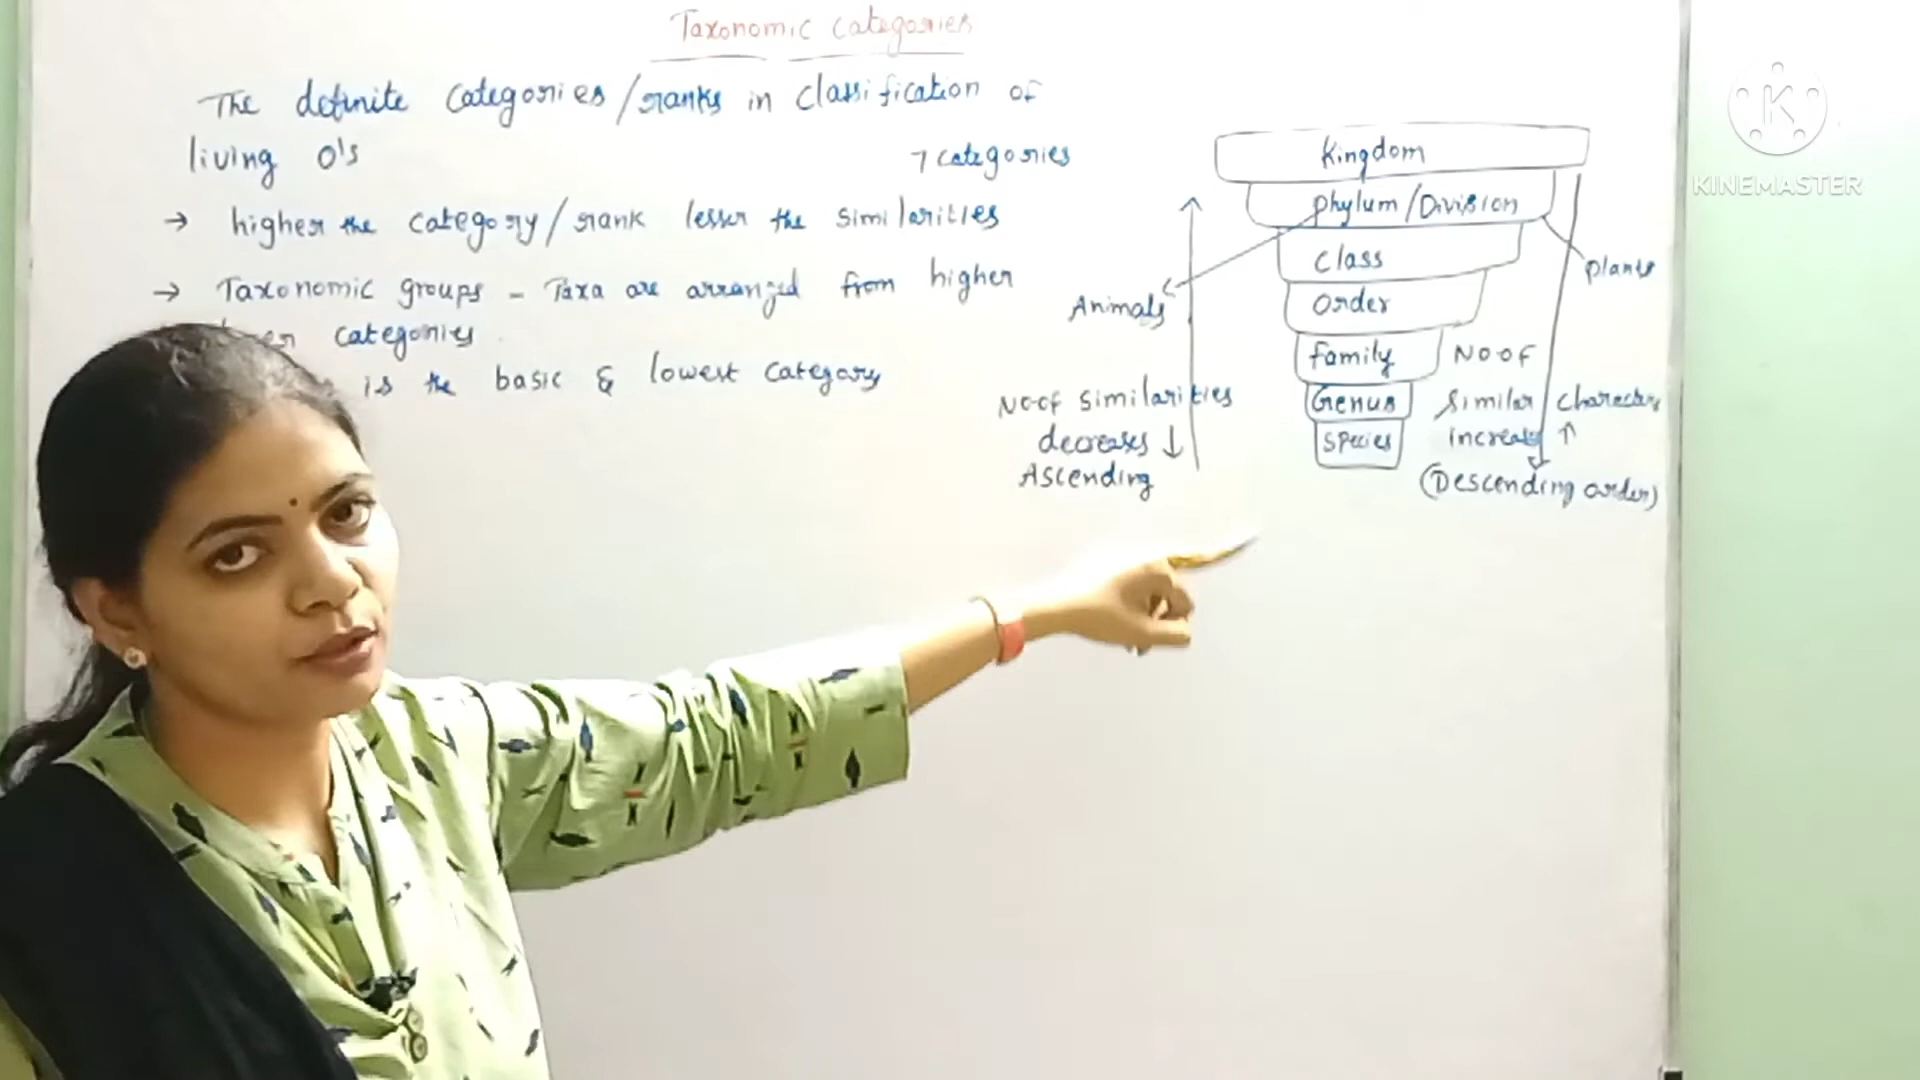 Taxonomic categories
The definite categories/ranks in classification of
living O's
7 categories
→ higher the category/rank lesser the similarities
→ Taxonomic groups - Taxa are arranged from higher
categories
is the basic & lowest category
Kingdom
phylum/Division
class
order
family
Genus
species
Animals
plants
No of similarities
decreases ↓
Ascending
No of
similar characters
increases ↑
(Descending order)
K
KINEMASTER